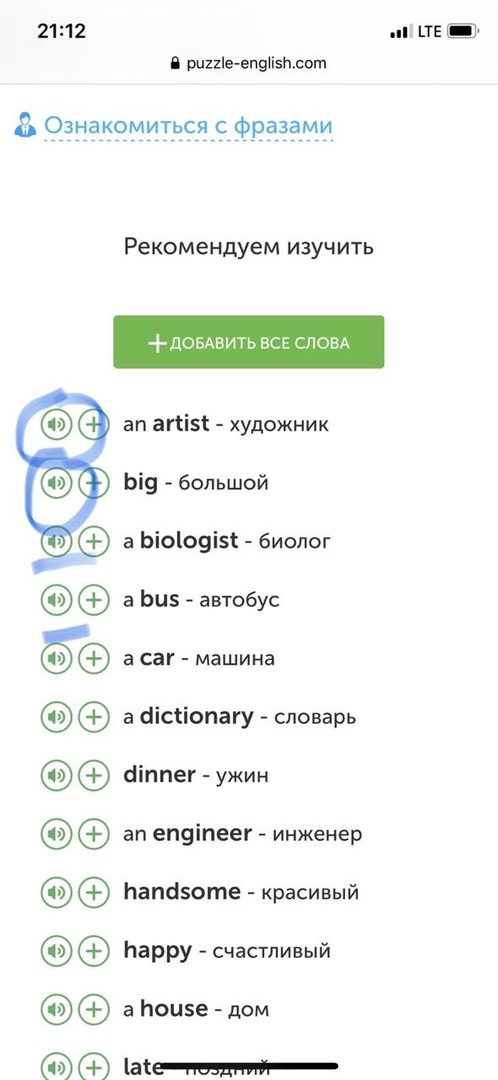 21:12
LTE
puzzle-english.com
Ознакомиться с фразами
Рекомендуем изучить
+ ДОБАВИТЬ ВСЕ СЛОВА
an artist - художник
big - большой
a biologist - биолог
a bus - автобус
a car - машина
a dictionary - словарь
dinner - ужин
an engineer - инженер
handsome - красивый
happy - счастливый
a house - дом
late - поздний